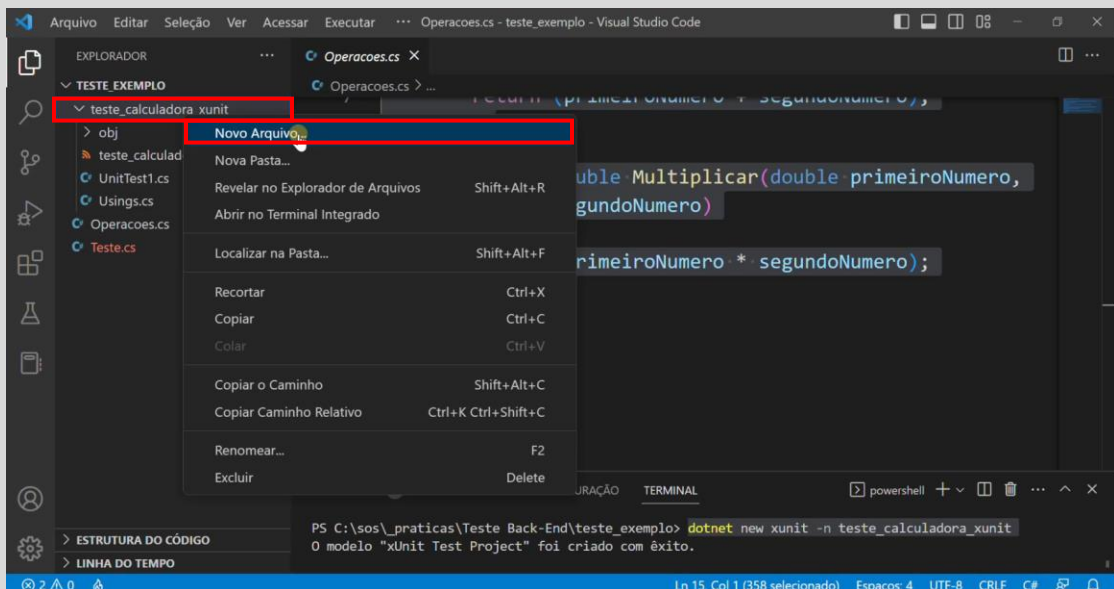 Arquivo Editar Seleção Ver Acessar Executar ··· Operacoes.cs - teste_exemplo - Visual Studio Code
EXPLORADOR ···
Operacoes.cs
TESTE_EXEMPLO
Operacoes.cs > ...
teste_calculadora_xunit
return (primeiroNumero + segundoNumero);
obj
Novo Arquivo...
teste_calculad
Nova Pasta...
UnitTest1.cs
Revelar no Explorador de Arquivos Shift+Alt+R
uble Multiplicar(double primeiroNumero,
Usings.cs
Abrir no Terminal Integrado
gundoNumero)
Operacoes.cs
Teste.cs
Localizar na Pasta... Shift+Alt+F
rimeiroNumero * segundoNumero);
Recortar Ctrl+X
Copiar Ctrl+C
Colar Ctrl+V
Copiar o Caminho Shift+Alt+C
Copiar Caminho Relativo Ctrl+K Ctrl+Shift+C
Renomear... F2
Excluir Delete
URAÇÃO TERMINAL powershell
PS C:\sos\_praticas\Teste Back-End\teste_exemplo> dotnet new xunit -n teste_calculadora_xunit
O modelo "xUnit Test Project" foi criado com êxito.
ESTRUTURA DO CÓDIGO
LINHA DO TEMPO
2 0 Ln 15, Col 1 (358 selecionado) Espaços: 4 UTF-8 CRLF C#